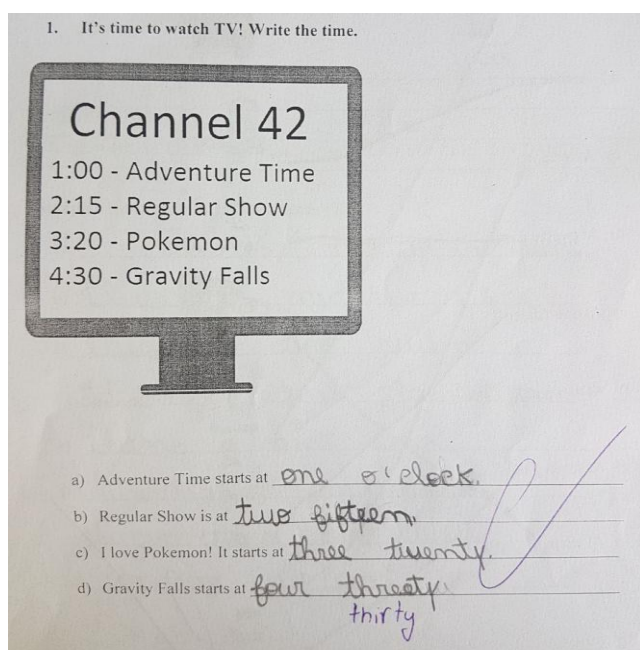 1. It's time to watch TV! Write the time.
Channel 42
1:00 - Adventure Time
2:15 - Regular Show
3:20 - Pokemon
4:30 - Gravity Falls
a) Adventure Time starts at one o'clock.
b) Regular Show is at two fifteen.
c) I love Pokemon! It starts at three twenty.
d) Gravity Falls starts at four threety.
thirty